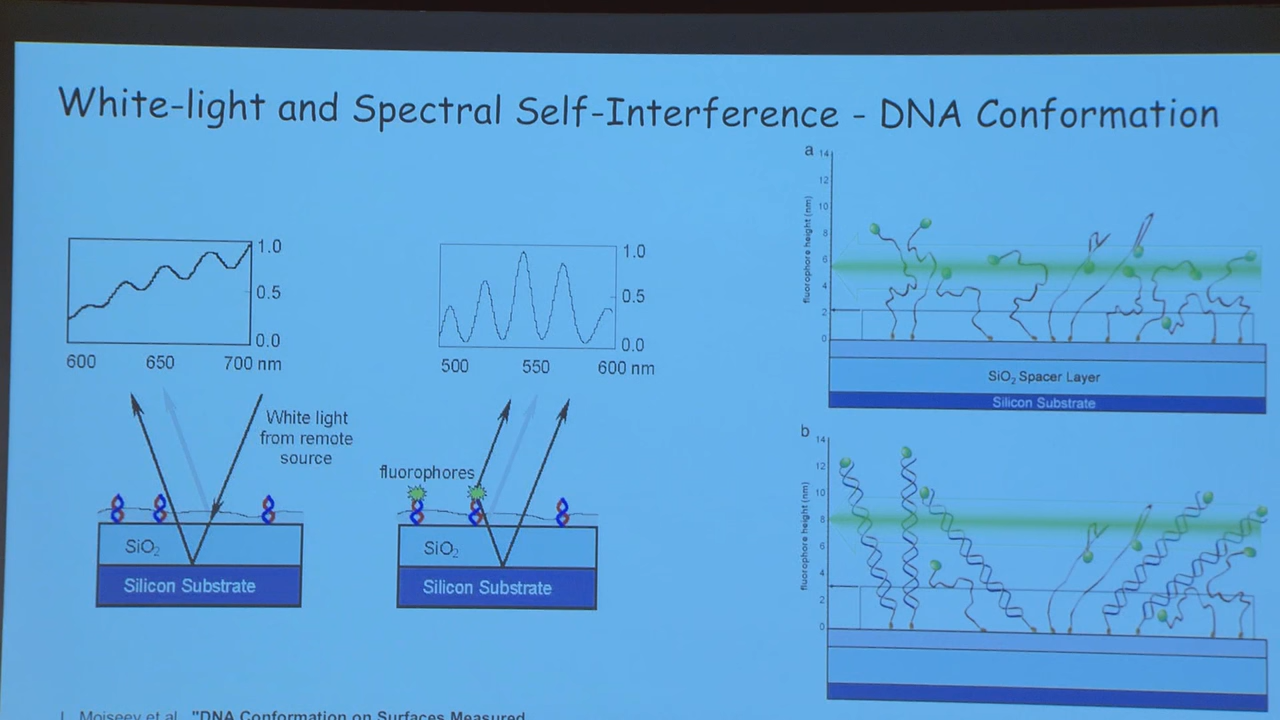 White-light and Spectral Self-Interference - DNA Conformation
1.0
0.5
0.0
600 650 700 nm
1.0
0.5
0.0
500 550 600 nm
White light
from remote
source
SiO2
Silicon Substrate
fluorophores
SiO2
Silicon Substrate
a
14
12
10
8
6
4
2
0
fluorophore height (nm)
SiO2 Spacer Layer
Silicon Substrate
b
14
12
10
8
6
4
2
0
fluorophore height (nm)
Moiseev et al. "DNA Conformation on Surfaces Measured